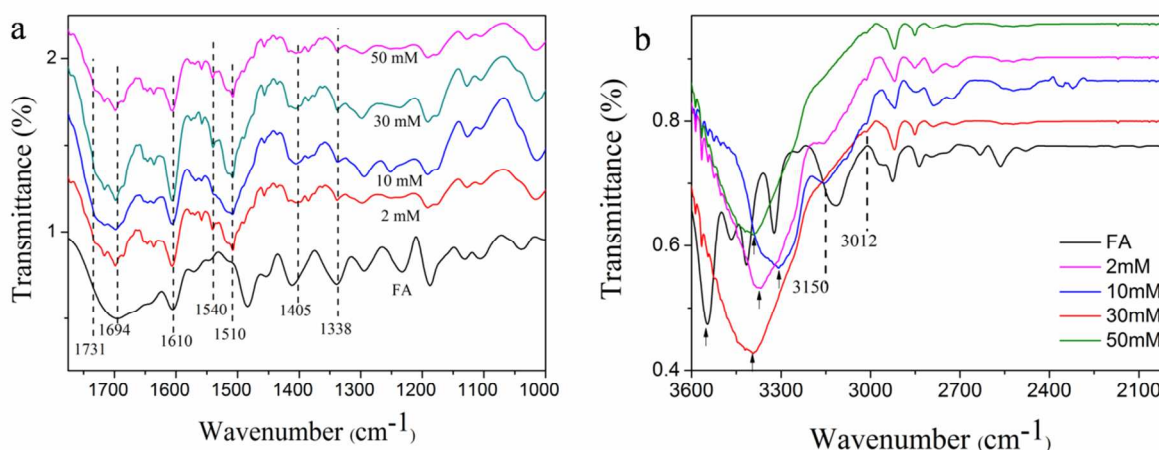 a
Transmittance (%)
2
1
50 mM
30 mM
10 mM
2 mM
FA
1731
1694
1610
1540
1510
1405
1338
1700 1600 1500 1400 1300 1200 1100 1000
Wavenumber (cm-1)
b
Transmittance (%)
0.8
0.6
0.4
3150
3012
FA
2mM
10mM
30mM
50mM
3600 3300 3000 2700 2400 2100
Wavenumber (cm-1)